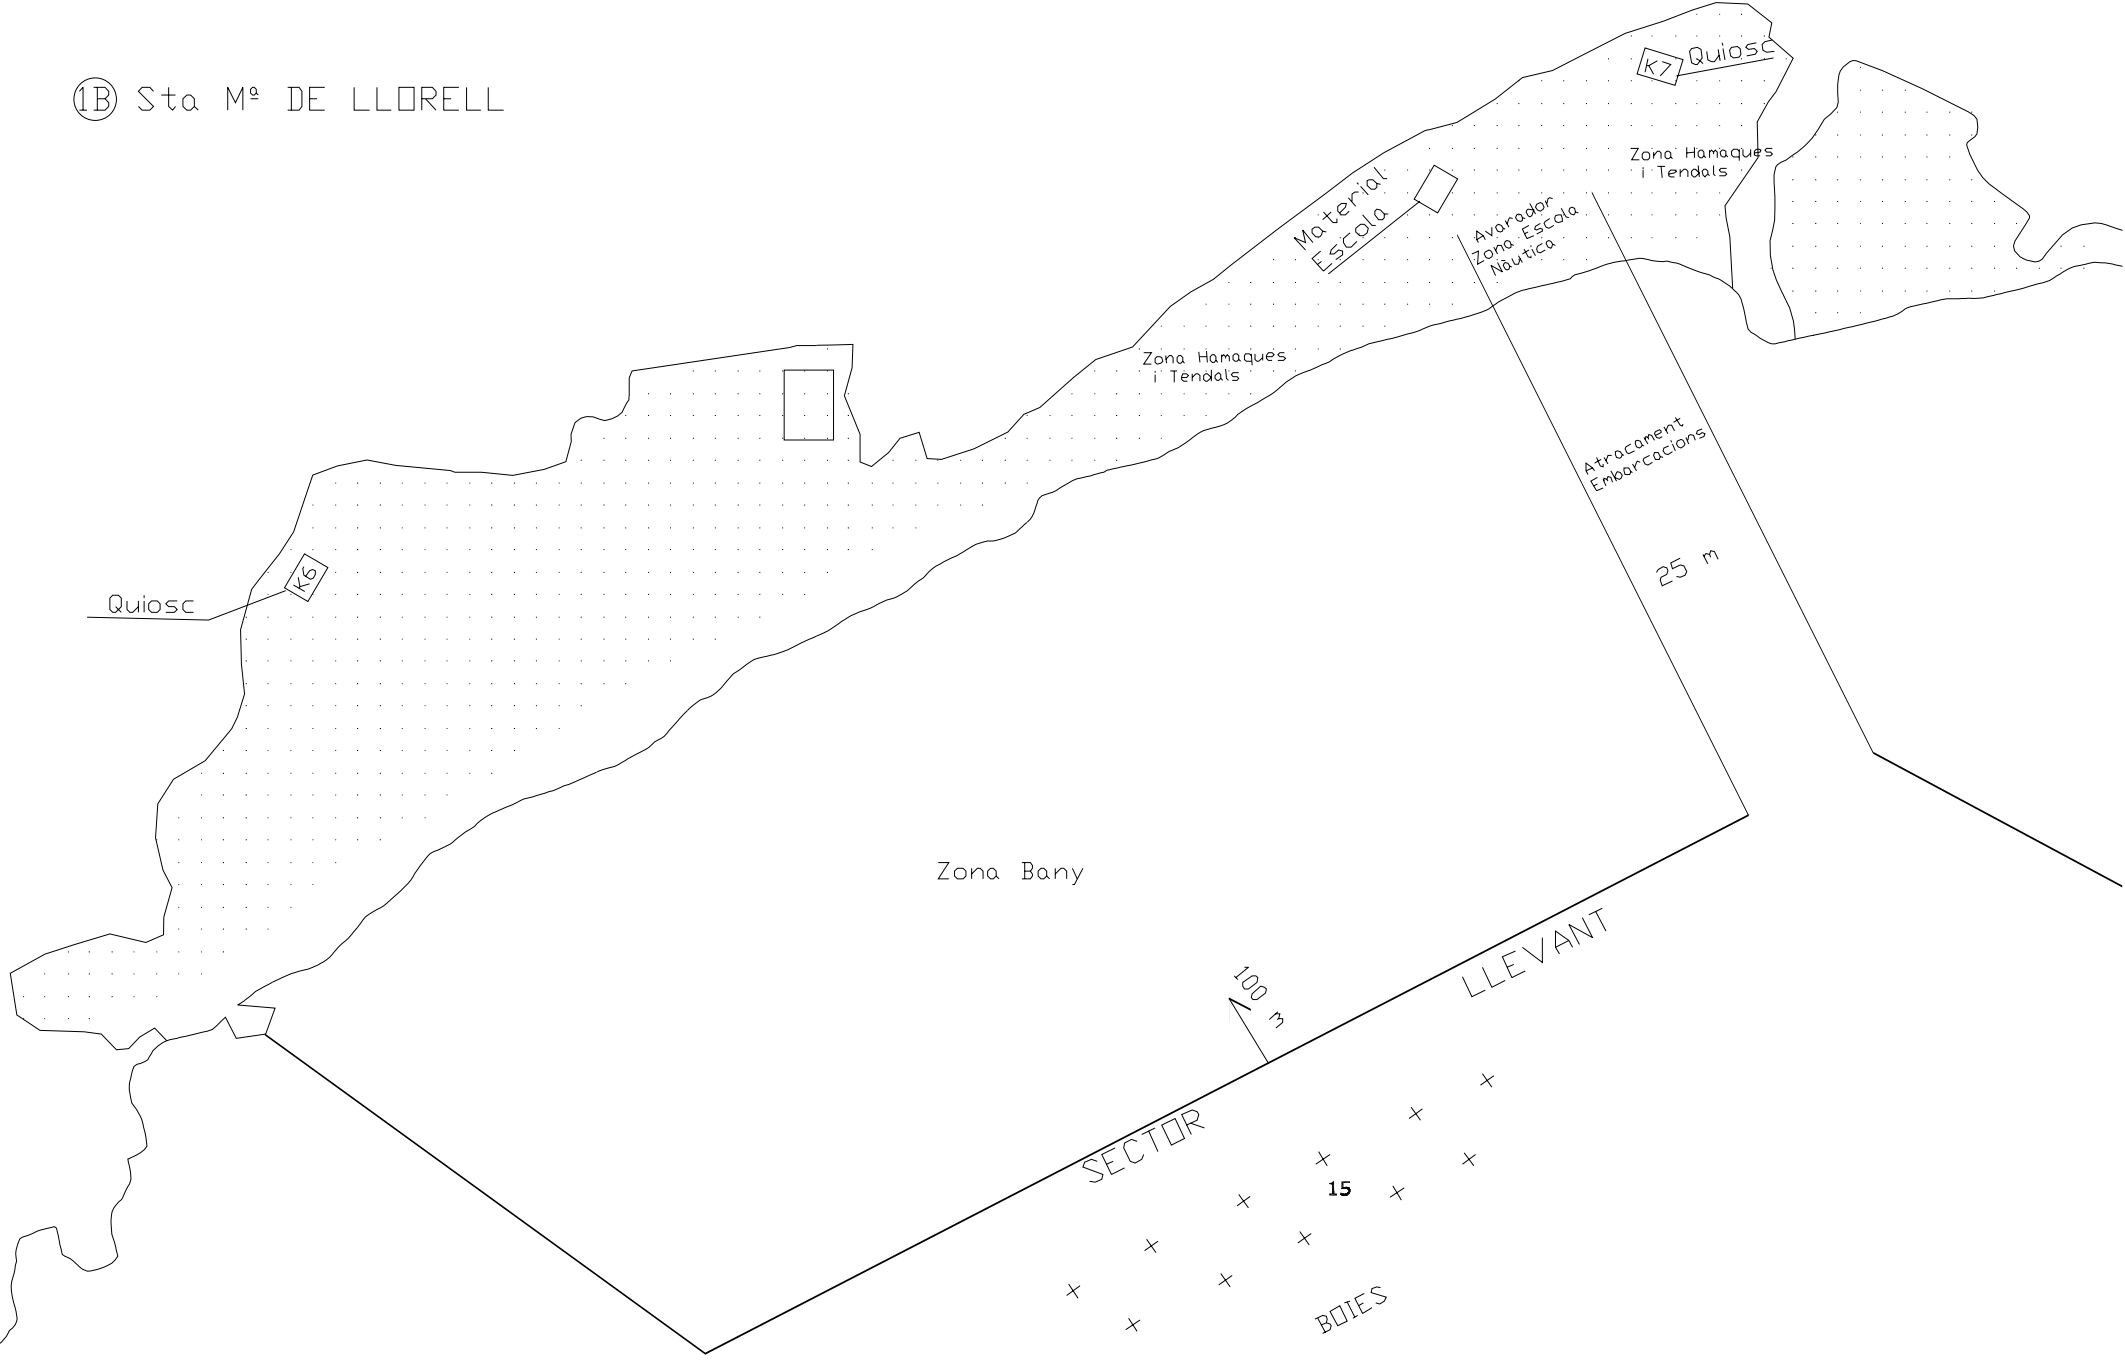 1B Sta Mª DE LLORELL
K7 Quiosc
Zona Hamaques
i Tendals
Material
Escola
Avarador
Zona Escola
Nàutica
Zona Hamaques
i Tendals
Atracament
Embarcacions
25 m
K6
Quiosc
Zona Bany
100 m
SECTOR LLEVANT
15
BOIES